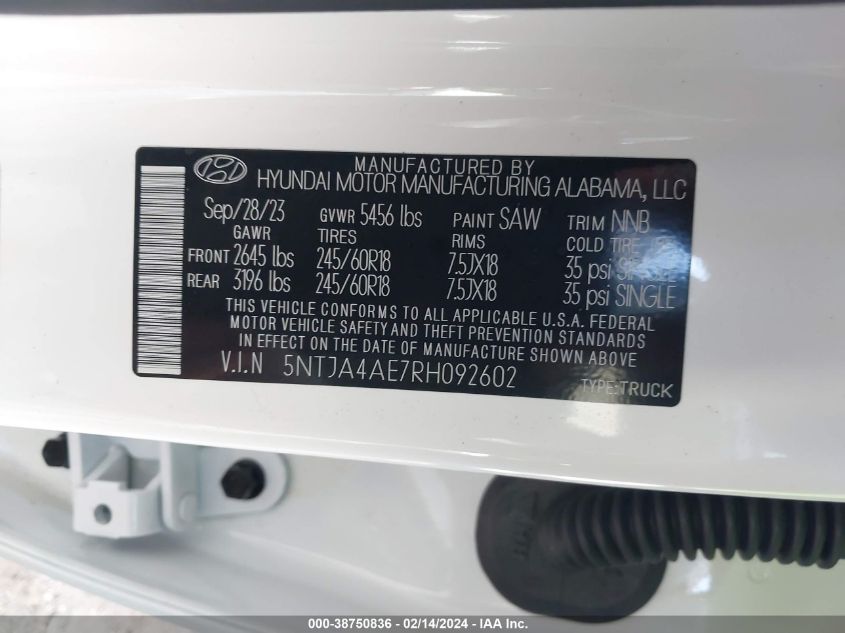 MANUFACTURED BY
HYUNDAI MOTOR MANUFACTURING ALABAMA, LLC
Sep/28/23 GVWR 5456 lbs PAINT SAW TRIM NNB
GAWR TIRES RIMS COLD TIRE
FRONT 2645 lbs 245/60R18 7.5JX18 35 psi SINGLE
REAR 3196 lbs 245/60R18 7.5JX18 35 psi SINGLE
THIS VEHICLE CONFORMS TO ALL APPLICABLE U.S.A. FEDERAL
MOTOR VEHICLE SAFETY AND THEFT PREVENTION STANDARDS
IN EFFECT ON THE DATE OF MANUFACTURE SHOWN ABOVE.
V.I.N 5NTJA4AE7RH092602 TYPE:TRUCK
000-38750836 - 02/14/2024 - IAA Inc.